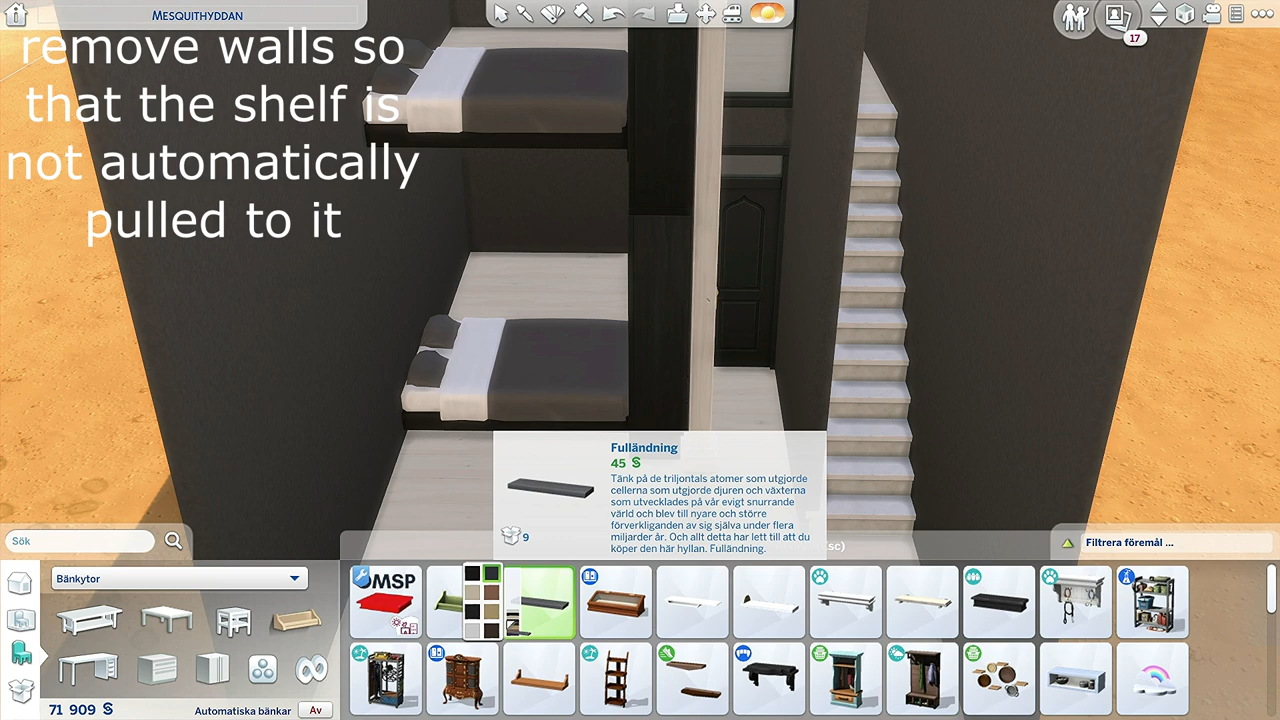 MESQUITHYDDAN
17
remove walls so
that the shelf is
not automatically
pulled to it
Fulländning
45 §
Tänk på de triljontals atomer som utgjorde
cellerna som utgjorde djuren och växterna
som utvecklades på vår evigt snurrande
värld och blev till nyare och större
förverkliganden av sig själva under flera
miljarder år. Och allt detta har lett till att du
köper den här hyllan. Fulländning.
9
Sök
sc)
Filtrera föremål ...
Bänkytor
MSP
71 909 §
Automatiska bänkar
Av